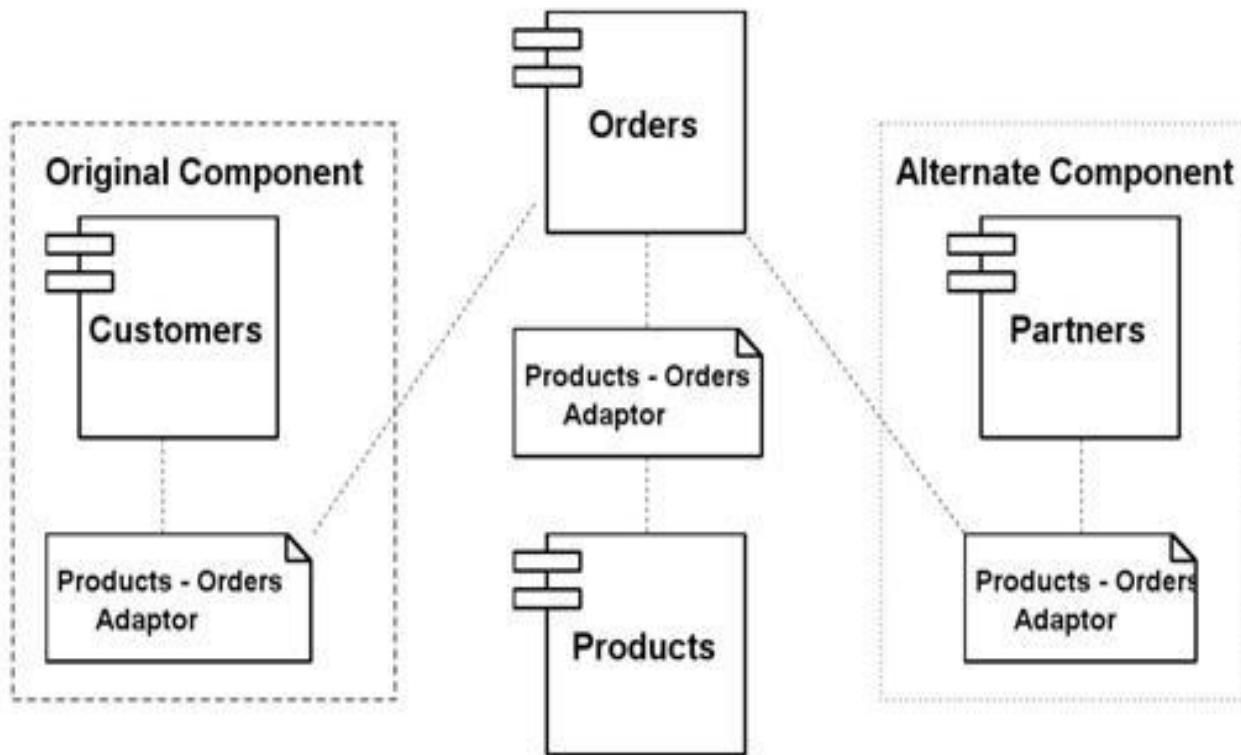 Orders
Original Component
Alternate Component
Customers
Partners
Products - Orders
Adaptor
Products - Orders
Adaptor
Products - Orders
Adaptor
Products